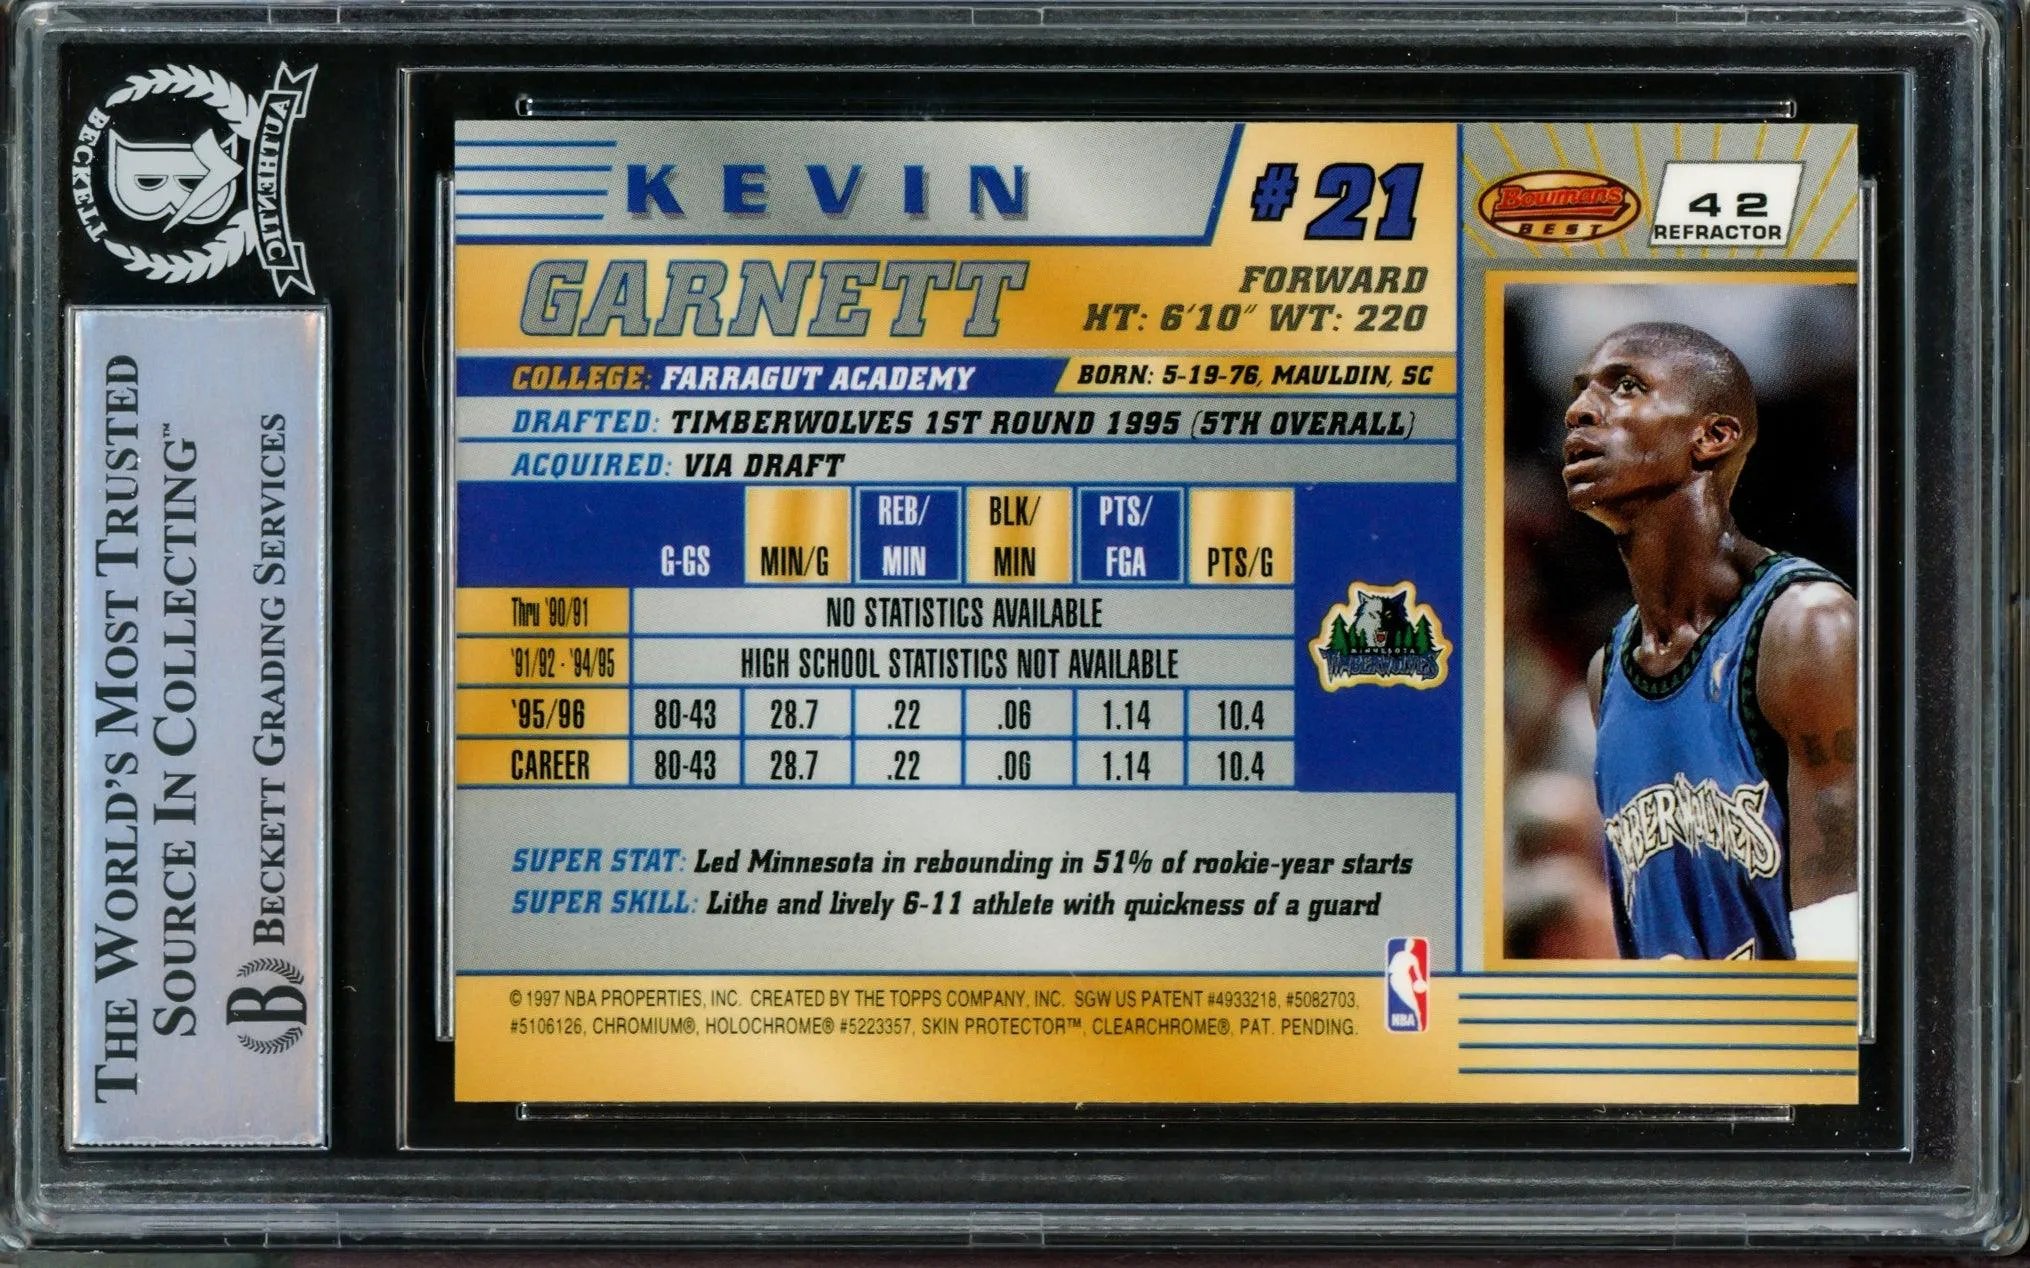 BECKETT
AUTHENTIC
B
THE WORLD'S MOST TRUSTED
SOURCE IN COLLECTING™
B BECKETT GRADING SERVICES
KEVIN
#21
GARNETT
FORWARD
HT: 6'10" WT: 220
Bowmans
BEST
42
REFRACTOR
COLLEGE: FARRAGUT ACADEMY
BORN: 5-19-76, MAULDIN, SC
DRAFTED: TIMBERWOLVES 1ST ROUND 1995 (5TH OVERALL)
ACQUIRED: VIA DRAFT
G-GS MIN/G REB/MIN BLK/MIN PTS/FGA PTS/G
Thru '90/91 NO STATISTICS AVAILABLE
'91/92 - '94/95 HIGH SCHOOL STATISTICS NOT AVAILABLE
'95/96 80-43 28.7 .22 .06 1.14 10.4
CAREER 80-43 28.7 .22 .06 1.14 10.4
MINNESOTA
TIMBERWOLVES
SUPER STAT: Led Minnesota in rebounding in 51% of rookie-year starts
SUPER SKILL: Lithe and lively 6-11 athlete with quickness of a guard
© 1997 NBA PROPERTIES, INC. CREATED BY THE TOPPS COMPANY, INC. SGW US PATENT #4933218, #5082703,
#5106126, CHROMIUM®, HOLOCHROME® #5223357, SKIN PROTECTOR™, CLEARCHROME®, PAT. PENDING.
NBA
TIMBERWOLVES